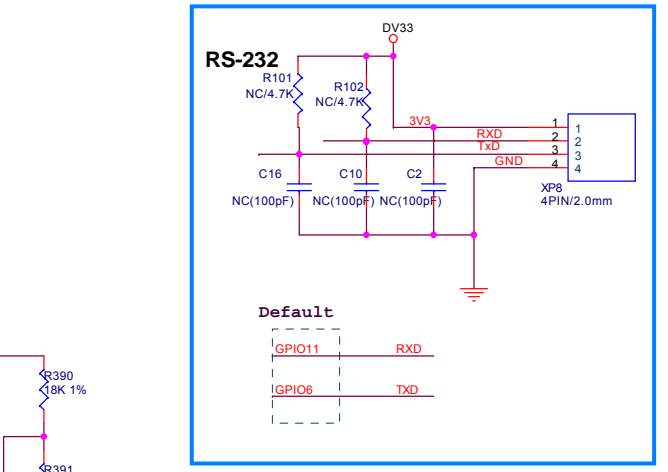 DV33
RS-232
R101
NC/4.7K
R102
NC/4.7K
3V3
1 1
RXD 2 2
TxD 3 3
GND 4 4
C16
C10
C2
XP8
4PIN/2.0mm
NC(100pF)
NC(100pF)
NC(100pF)
Default
GPIO11 RXD
GPIO6 TXD
R390
18K 1%
R391